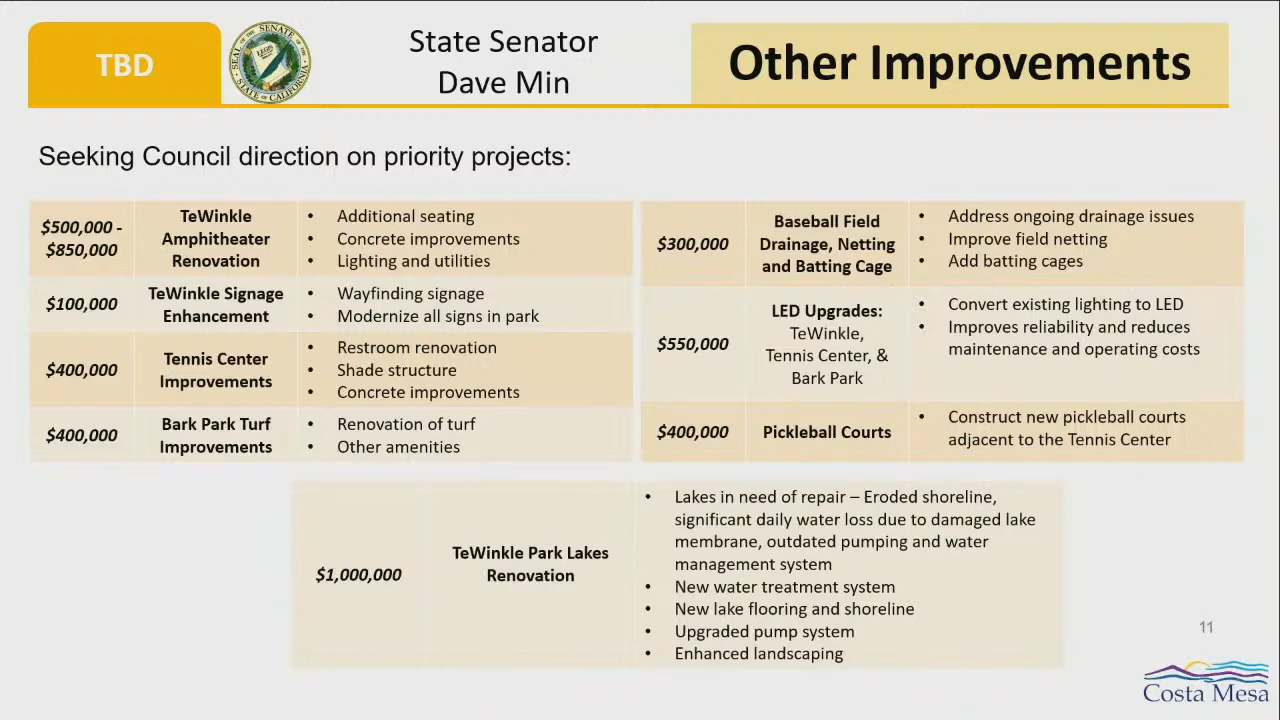 TBD
SEAL OF THE SENATE
STATE OF CALIFORNIA
LEGIS
State Senator
Dave Min
Other Improvements
Seeking Council direction on priority projects:
$500,000 -
$850,000
TeWinkle
Amphitheater
Renovation
• Additional seating
• Concrete improvements
• Lighting and utilities
$100,000
TeWinkle Signage
Enhancement
• Wayfinding signage
• Modernize all signs in park
$400,000
Tennis Center
Improvements
• Restroom renovation
• Shade structure
• Concrete improvements
$400,000
Bark Park Turf
Improvements
• Renovation of turf
• Other amenities
$300,000
Baseball Field
Drainage, Netting
and Batting Cage
• Address ongoing drainage issues
• Improve field netting
• Add batting cages
$550,000
LED Upgrades:
TeWinkle,
Tennis Center, &
Bark Park
• Convert existing lighting to LED
• Improves reliability and reduces
maintenance and operating costs
$400,000
Pickleball Courts
• Construct new pickleball courts
adjacent to the Tennis Center
$1,000,000
TeWinkle Park Lakes
Renovation
• Lakes in need of repair – Eroded shoreline,
significant daily water loss due to damaged lake
membrane, outdated pumping and water
management system
• New water treatment system
• New lake flooring and shoreline
• Upgraded pump system
• Enhanced landscaping
11
Costa Mesa